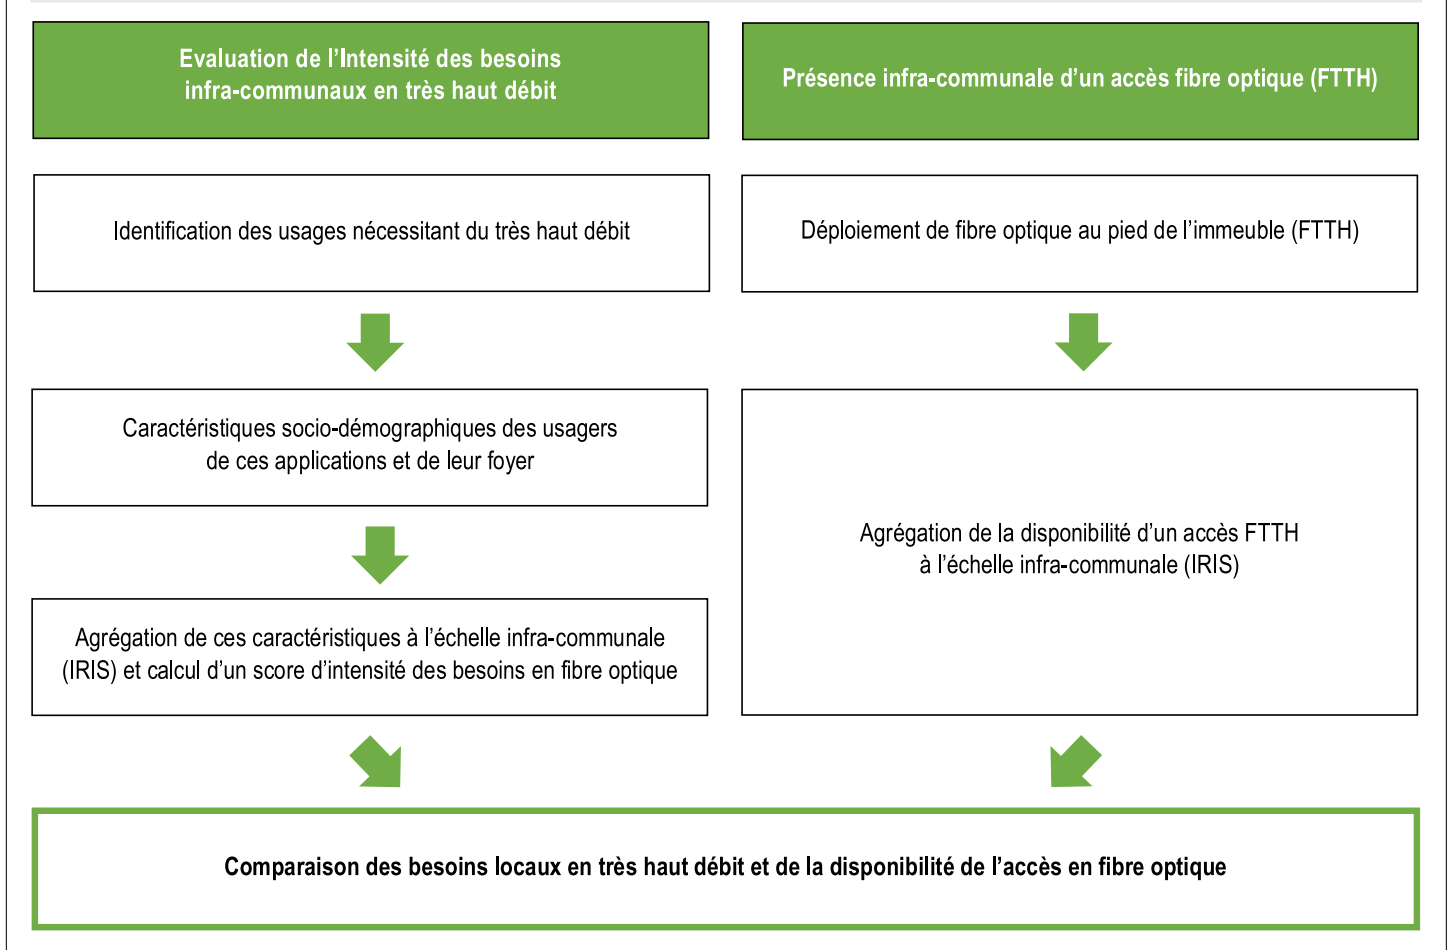 Evaluation de l'Intensité des besoins
infra-communaux en très haut débit
Présence infra-communale d'un accès fibre optique (FTTH)
Identification des usages nécessitant du très haut débit
Déploiement de fibre optique au pied de l'immeuble (FTTH)
Caractéristiques socio-démographiques des usagers
de ces applications et de leur foyer
Agrégation de la disponibilité d'un accès FTTH
à l'échelle infra-communale (IRIS)
Agrégation de ces caractéristiques à l'échelle infra-communale
(IRIS) et calcul d'un score d'intensité des besoins en fibre optique
Comparaison des besoins locaux en très haut débit et de la disponibilité de l'accès en fibre optique